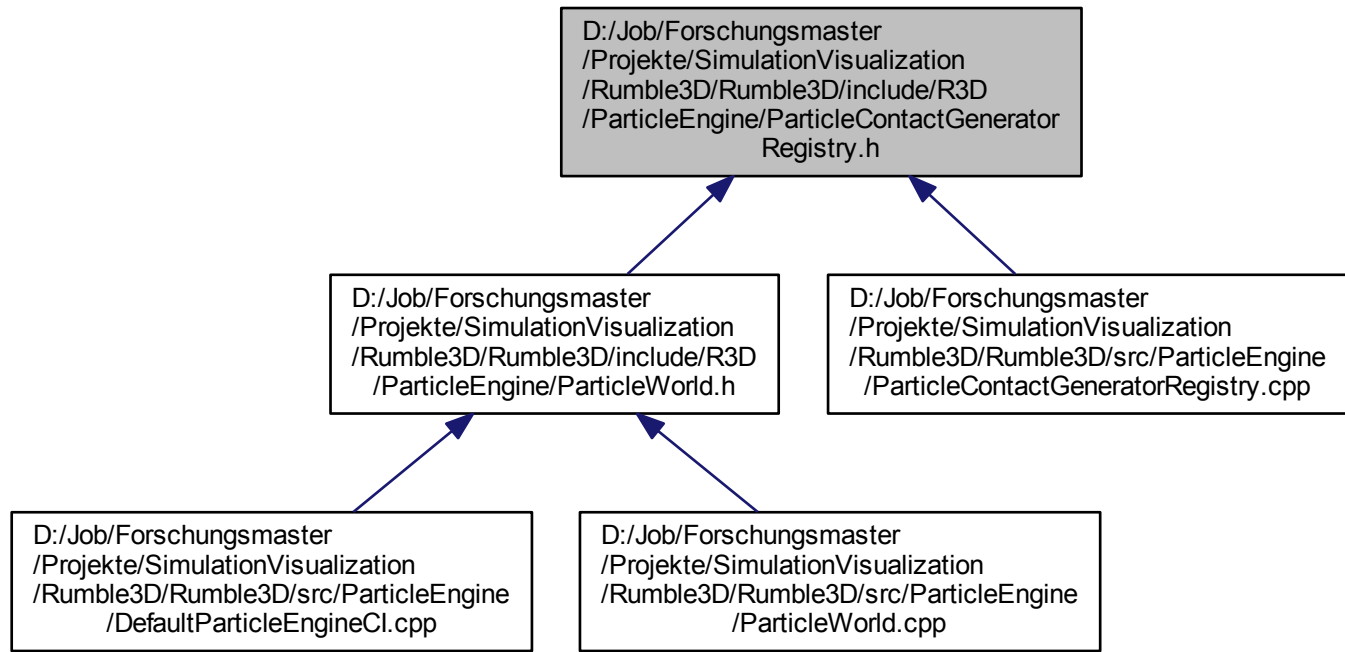 D:/Job/Forschungsmaster
/Projekte/SimulationVisualization
/Rumble3D/Rumble3D/include/R3D
/ParticleEngine/ParticleContactGenerator
Registry.h
D:/Job/Forschungsmaster
/Projekte/SimulationVisualization
/Rumble3D/Rumble3D/include/R3D
/ParticleEngine/ParticleWorld.h
D:/Job/Forschungsmaster
/Projekte/SimulationVisualization
/Rumble3D/Rumble3D/src/ParticleEngine
/ParticleContactGeneratorRegistry.cpp
D:/Job/Forschungsmaster
/Projekte/SimulationVisualization
/Rumble3D/Rumble3D/src/ParticleEngine
/DefaultParticleEngineCI.cpp
D:/Job/Forschungsmaster
/Projekte/SimulationVisualization
/Rumble3D/Rumble3D/src/ParticleEngine
/ParticleWorld.cpp